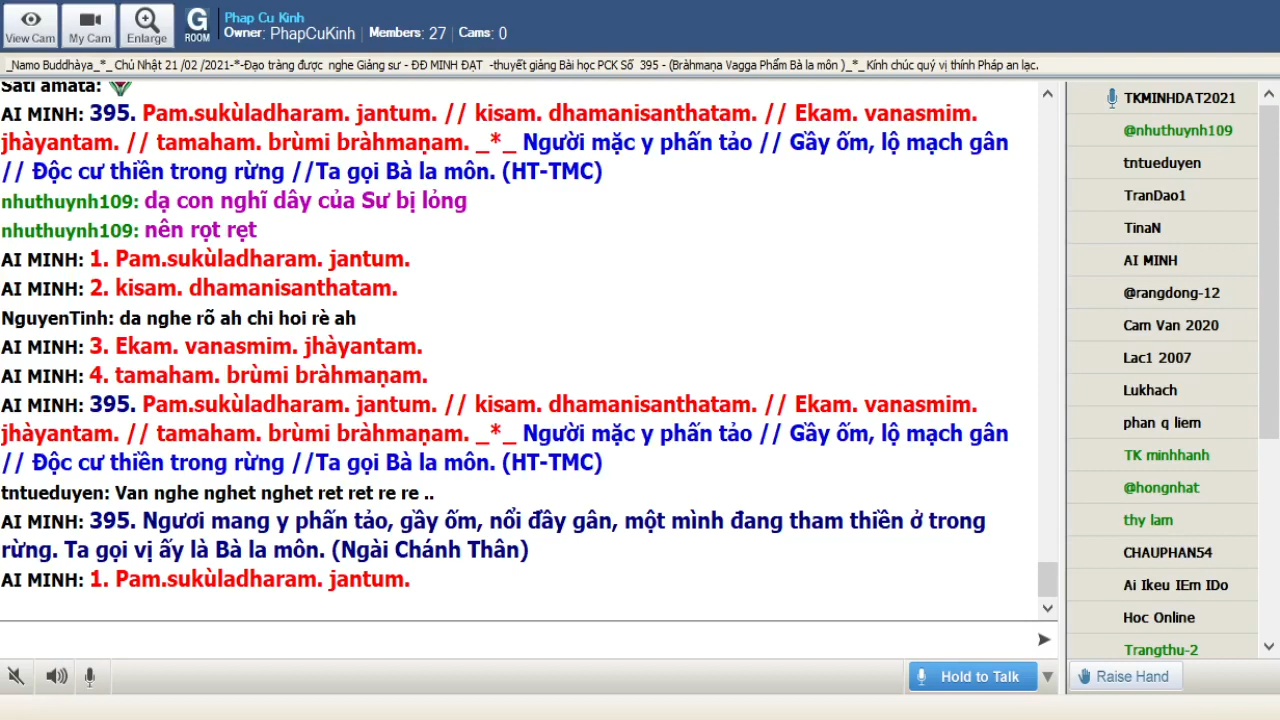 View Cam
My Cam
Enlarge
G
ROOM
Phap Cu Kinh
Owner: PhapCuKinh | Members: 27 | Cams: 0
_Namo Buddhàya_*_ Chủ Nhật 21 /02 /2021-*-Đạo tràng được nghe Giảng sư - ĐĐ MINH ĐẠT -thuyết giảng Bài học PCK Số 395 - (Bràhmaṇa Vagga Phẩm Bà la môn )_*_ Kính chúc quý vị thính Pháp an lạc.
Sati amata:
AI MINH: 395. Pam.sukùladharam. jantum. // kisam. dhamanisanthatam. // Ekam. vanasmim.
jhàyantam. // tamaham. brùmi bràhmaṇam. _*_ Người mặc y phấn tảo // Gầy ốm, lộ mạch gân
// Độc cư thiền trong rừng //Ta gọi Bà la môn. (HT-TMC)
nhuthuynh109: dạ con nghĩ dây của Sư bị lỏng
nhuthuynh109: nên rọt rẹt
AI MINH: 1. Pam.sukùladharam. jantum.
AI MINH: 2. kisam. dhamanisanthatam.
NguyenTinh: da nghe rõ ah chi hoi rè ah
AI MINH: 3. Ekam. vanasmim. jhàyantam.
AI MINH: 4. tamaham. brùmi bràhmaṇam.
AI MINH: 395. Pam.sukùladharam. jantum. // kisam. dhamanisanthatam. // Ekam. vanasmim.
jhàyantam. // tamaham. brùmi bràhmaṇam. _*_ Người mặc y phấn tảo // Gầy ốm, lộ mạch gân
// Độc cư thiền trong rừng //Ta gọi Bà la môn. (HT-TMC)
tntueduyen: Van nghe nghet nghet ret ret re re ..
AI MINH: 395. Ngươi mang y phấn tảo, gầy ốm, nổi đây gân, một mình đang tham thiền ở trong
rừng. Ta gọi vị ấy là Bà la môn. (Ngài Chánh Thân)
AI MINH: 1. Pam.sukùladharam. jantum.
Hold to Talk
TKMINHDAT2021
@nhuthuynh109
tntueduyen
TranDao1
TinaN
AI MINH
@rangdong-12
Cam Van 2020
Lac1 2007
Lukhach
phan q liem
TK minhhanh
@hongnhat
thy lam
CHAUPHAN54
Ai Ikeu IEm IDo
Hoc Online
Trangthu-2
Raise Hand